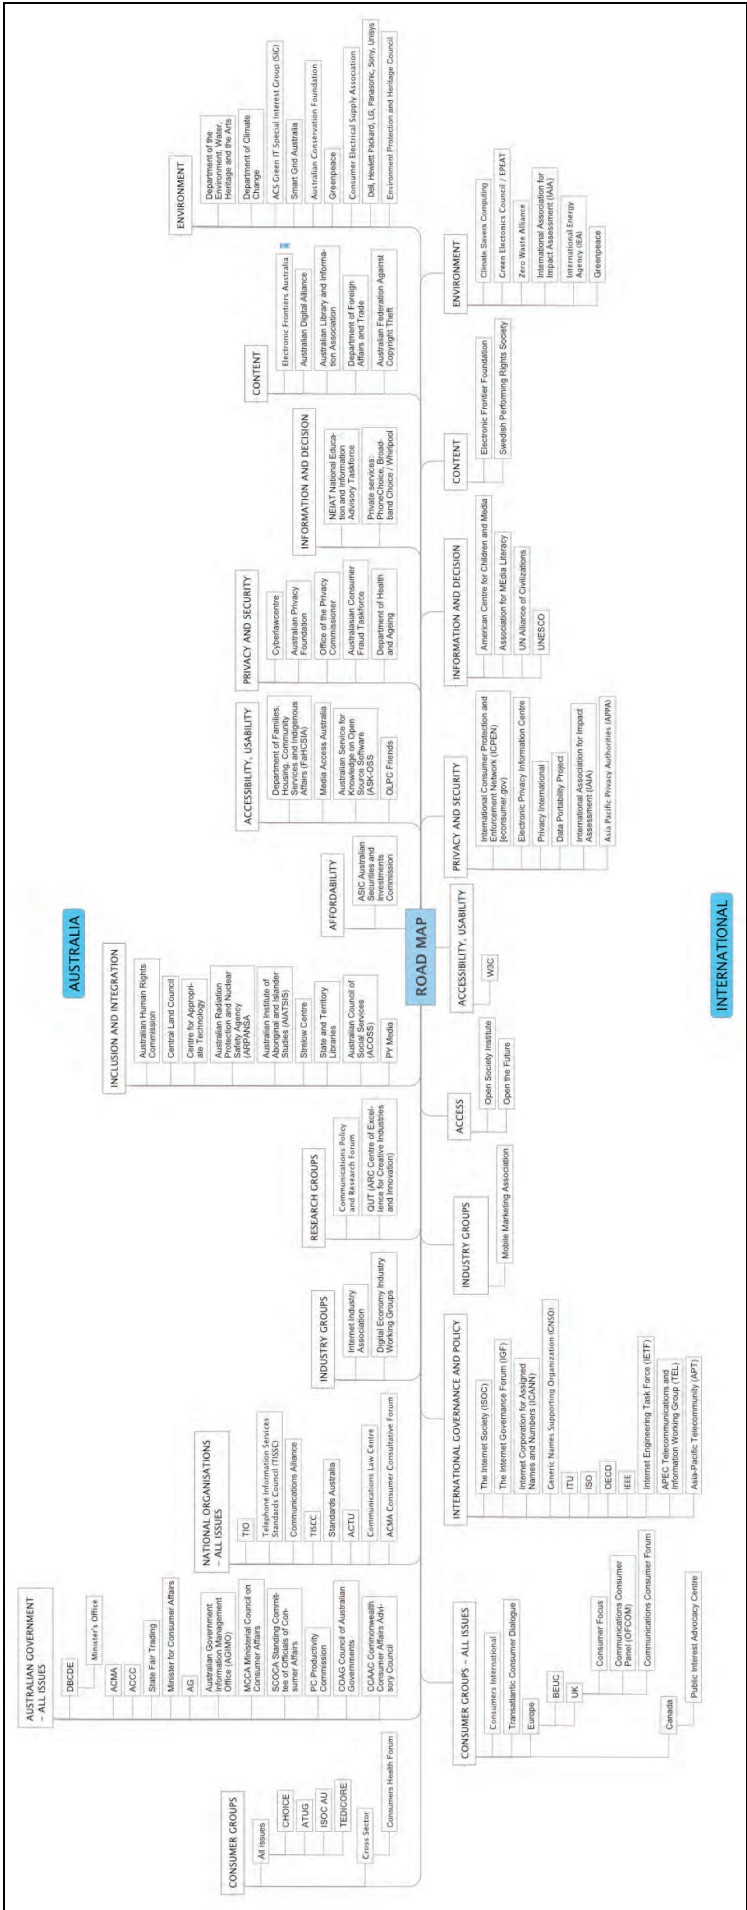 AUSTRALIA
CONSUMER GROUPS
All issues
CHOICE
ATUG
ISOC AU
TEDICORE
Cross Sector
Consumers Health Forum
AUSTRALIAN GOVERNMENT
– ALL ISSUES
DBCDE
Minister's Office
ACMA
ACCC
State Fair Trading
Minister for Consumer Affairs
AG
Australian Government
Information Management
Office (AGIMO)
MCCA Ministerial Council on
Consumer Affairs
SCOCA Standing Commit-
tee of Officials of Con-
sumer Affairs
PC Productivity
Commission
COAG Council of Australian
Governments
CCAAC Commonwealth
Consumer Affairs Advi-
sory Council
NATIONAL ORGANISATIONS
– ALL ISSUES
TIO
Telephone Information Services
Standards Council (TISSC)
Communications Alliance
TISCC
Standards Australia
ACTU
Communications Law Centre
ACMA Consumer Consultative Forum
INDUSTRY GROUPS
Internet Industry
Association
Digital Economy Industry
Working Groups
RESEARCH GROUPS
Communications Policy
and Research Forum
QUT (ARC Centre of Excel-
lence for Creative Industries
and Innovation)
INCLUSION AND INTEGRATION
Australian Human Rights
Commission
Central Land Council
Centre for Appropri-
ate Technology
Australian Radiation
Protection and Nuclear
Safety Agency
(ARPANSA
Australian Institute of
Aboriginal and Islander
Studies (AIATSIS)
Strelow Centre
State and Territory
Libraries
Australian Council of
Social Services
(ACOSS)
PY Media
AFFORDABILITY
ASIC Australian
Securities and
Investments
Commission
ACCESSIBILITY, USABILITY
Department of Families,
Housing, Community
Services and Indigenous
Affairs (FaHCSIA)
Media Access Australia
Australian Service for
Knowledge on Open
Source Software
(ASK-OSS
OLPC Friends
PRIVACY AND SECURITY
Cyberlawcentre
Australian Privacy
Foundation
Office of the Privacy
Commissioner
Australasian Consumer
Fraud Taskforce
Department of Health
and Ageing
INFORMATION AND DECISION
NEIAT National Educa-
tion and Information
Advisory Taskforce
Private services:
PhoneChoice, Broad-
band Choice / Whirlpool
CONTENT
Electronic Frontiers Australia
Australian Digital Alliance
Australian Library and Informa-
tion Association
Department of Foreign
Affairs and Trade
Australian Federation Against
Copyright Theft
ENVIRONMENT
Department of the
Environment, Water,
Heritage and the Arts
Department of Climate
Change
ACS Green IT Special Interest Group (SIG)
Smart Grid Australia
Australian Conservation Foundation
Greenpeace
Consumer Electrical Supply Association
Dell, Hewlett Packard, LG, Panasonic, Sony, Unisys
Environment Protection and Heritage Council
ROAD MAP
CONSUMER GROUPS – ALL ISSUES
Consumers International
Transatlantic Consumer Dialogue
Europe
BEUC
UK
Consumer Focus
Communications Consumer
Panel (OFCOM)
Communications Consumer Forum
Canada
Public Interest Advocacy Centre
INTERNATIONAL GOVERNANCE AND POLICY
The Internet Society (ISOC)
The Internet Governance Forum (IGF)
Internet Corporation for Assigned
Names and Numbers (ICANN)
Generic Names Supporting Organization (CNSO)
ITU
ISO
OECD
IEEE
Internet Engineering Task Force (IETF)
APEC Telecommunications and
Information Working Group (TEL)
Asia-Pacific Telecommunity (APT)
INDUSTRY GROUPS
Mobile Marketing Association
ACCESS
Open Society Institute
Open the Future
ACCESSIBILITY, USABILITY
W3C
PRIVACY AND SECURITY
International Consumer Protection and
Enforcement Network (ICPEN)
[econsumer.gov)
Electronic Privacy Information Centre
Privacy International
Data Portability Project
International Association for Impact
Assessment (IAIA)
Asia Pacific Privacy Authorities (APPA)
INFORMATION AND DECISION
American Centre for Children and Media
Association for MEdia Literacy
UN Alliance of Civilizations
UNESCO
CONTENT
Electronic Frontier Foundation
Swedish Performing Rights Society
ENVIRONMENT
Climate Savers Computing
Green Electonics Council / EPEAT
Zero Waste Alliance
International Association for
Impact Assessment (IAIA)
International Energy
Agency (IEA)
Greenpeace
INTERNATIONAL